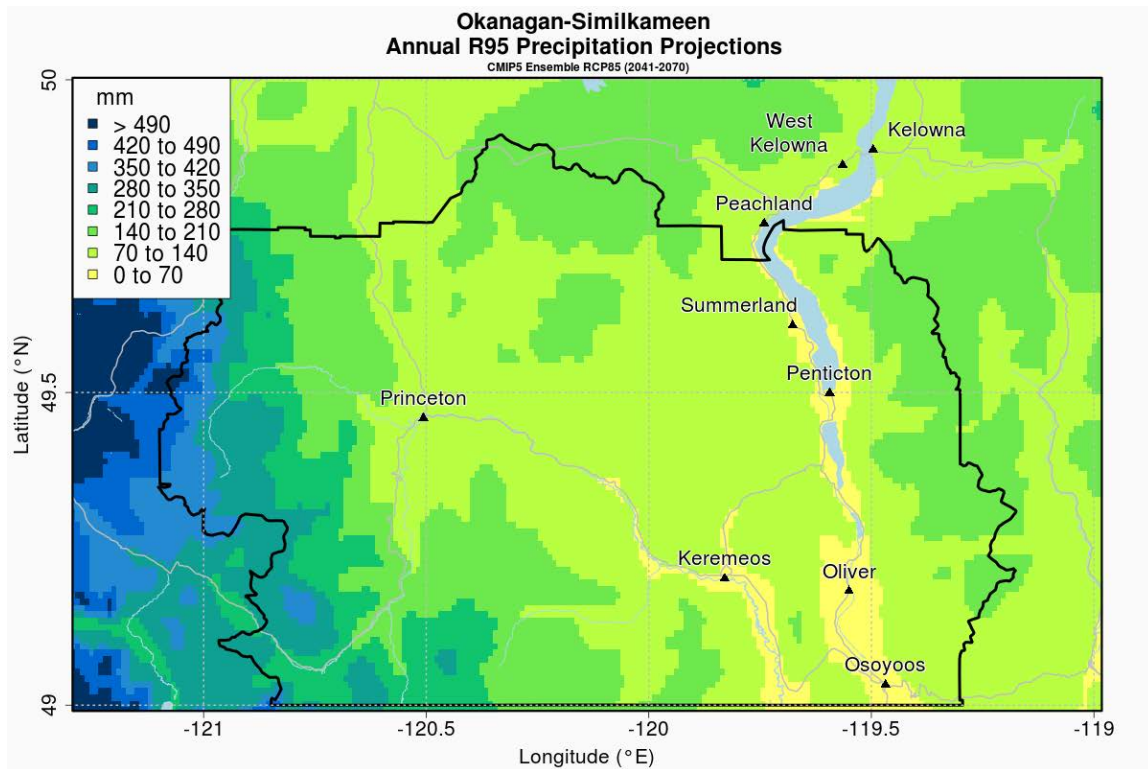 Okanagan-Similkameen
Annual R95 Precipitation Projections
CMIP5 Ensemble RCP85 (2041-2070)
mm
> 490
420 to 490
350 to 420
280 to 350
210 to 280
140 to 210
70 to 140
0 to 70
West
Kelowna
Kelowna
Peachland
Summerland
Penticton
Princeton
Keremeos
Oliver
Osoyoos
50
49.5
49
Latitude (°N)
-121
-120.5
-120
-119.5
-119
Longitude (°E)